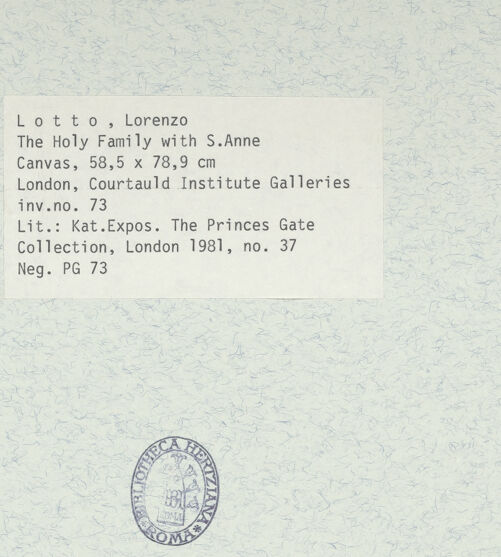 L o t t o , Lorenzo
The Holy Family with S.Anne
Canvas, 58,5 x 78,9 cm
London, Courtauld Institute Galleries
inv.no. 73
Lit.: Kat.Expos. The Princes Gate
Collection, London 1981, no. 37
Neg. PG 73
BIBLIOTHECA HERTZIANA
ROMA